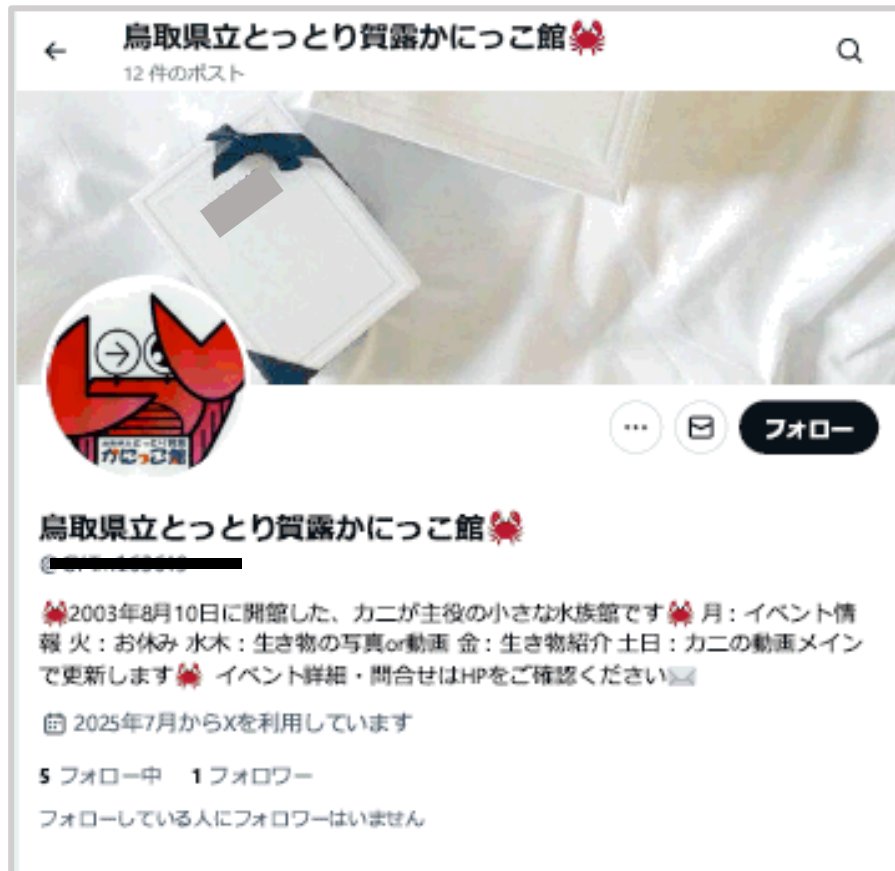 鳥取県立とっとり賀露かにっこ館🦀
12 件のポスト
かにっこ館
フォロー
鳥取県立とっとり賀露かにっこ館🦀
🦀2003年8月10日に開館した、カニが主役の小さな水族館です🦀 月：イベント情
報 火：お休み 水木：生き物の写真or動画 金：生き物紹介 土日：カニの動画メイン
で更新します🦀 イベント詳細・問合せはHPをご確認ください✉️
2025年7月からXを利用しています
5 フォロー中 1 フォロワー
フォローしている人にフォロワーはいません